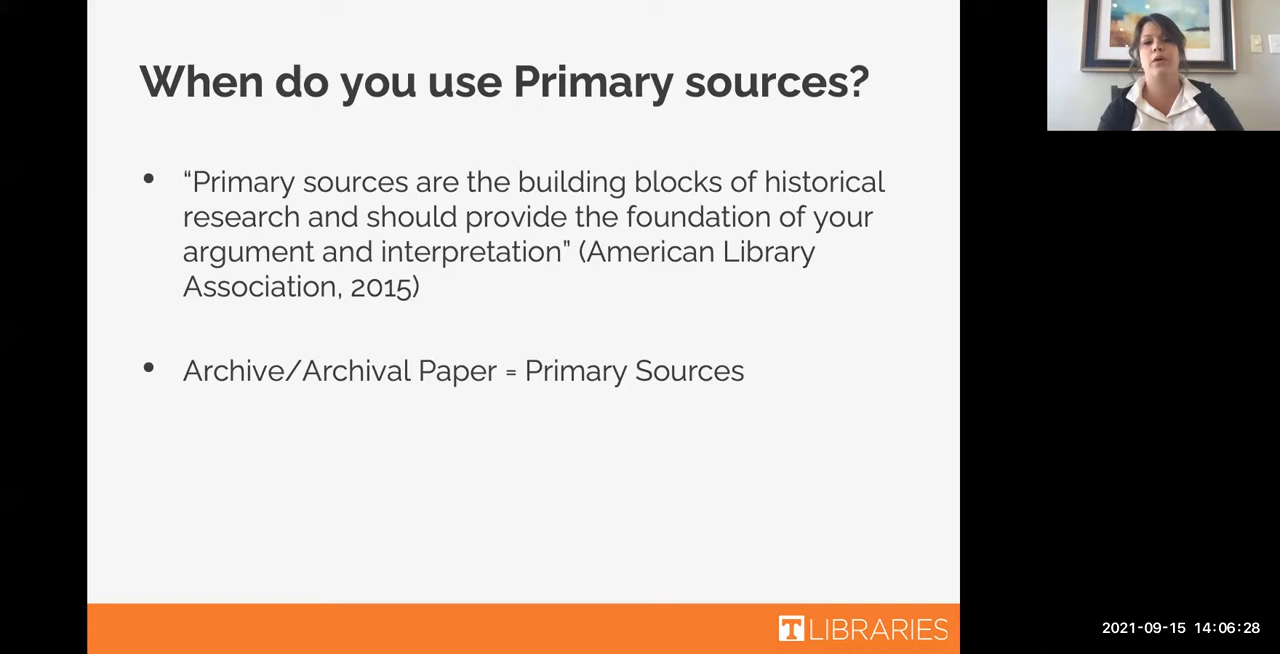 When do you use Primary sources?
• “Primary sources are the building blocks of historical
research and should provide the foundation of your
argument and interpretation” (American Library
Association, 2015)
• Archive/Archival Paper = Primary Sources
T LIBRARIES
2021-09-15 14:06:28